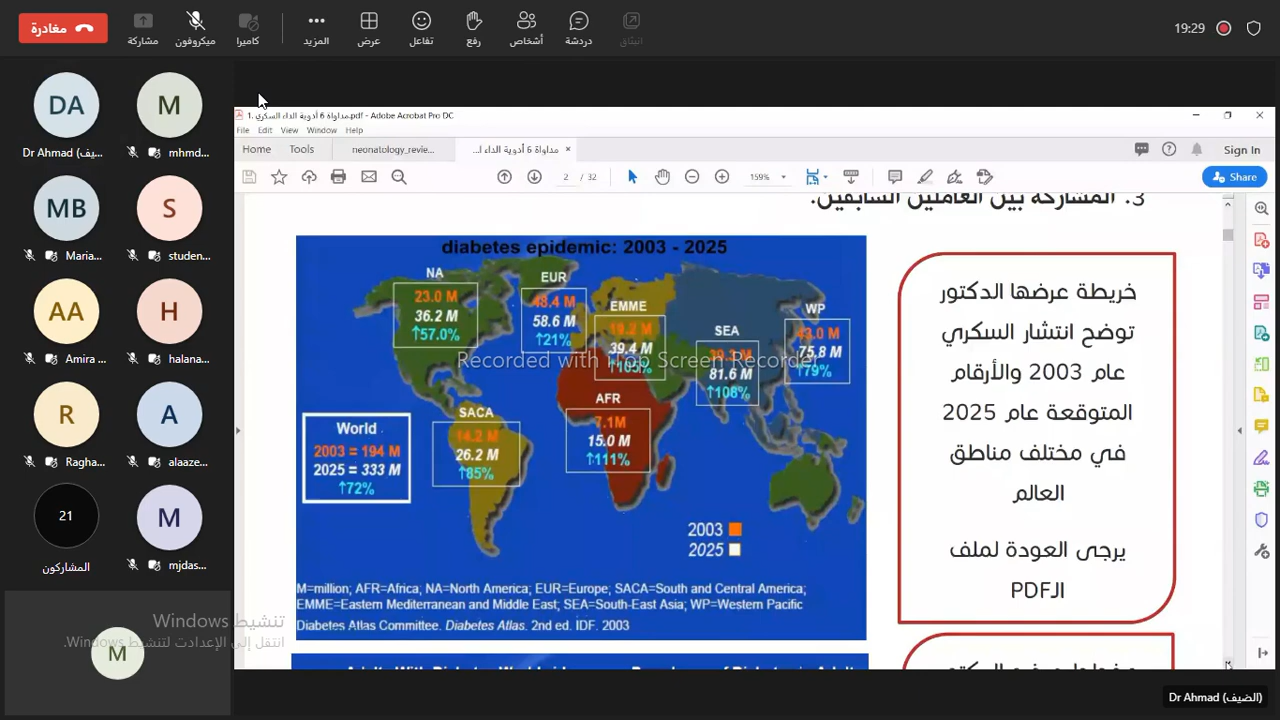 مغادرة
مشاركة
ميكروفون
كاميرا
المزيد
عرض
تفاعل
رفع
أشخاص
دردشة
انبثاق
19:29
DA
M
Dr Ahmad
mhmd...
MB
S
Maria...
studen...
AA
H
Amira ...
halana...
R
A
Ragha...
alaaze...
21
M
المشاركون
mjdas...
M
تنشيط Windows
انتقل إلى الإعدادت لتنشيط Windows.
1. مداواة 6 أدوية الداء السكري.pdf - Adobe Acrobat Pro DC
File Edit View Window Help
Home Tools neonatology_revie... مداواة 6 أدوية الداء ا... ×
Sign In
2 / 32
159%
Share
3. المشاركة بين العاملين السابقين.
diabetes epidemic: 2003 - 2025
NA
23.0 M
36.2 M
↑57.0%
EUR
48.4 M
58.6 M
↑21%
EMME
19.2 M
39.4 M
↑105%
SEA
81.6 M
↑108%
WP
43.0 M
75.8 M
↑79%
Recorded with iTop Screen Recorder
AFR
7.1M
15.0 M
↑111%
SACA
14.2 M
26.2 M
↑85%
World
2003 = 194 M
2025 = 333 M
↑72%
2003
2025
M=million; AFR=Africa; NA=North America; EUR=Europe; SACA=South and Central America;
EMME=Eastern Mediterranean and Middle East; SEA=South-East Asia; WP=Western Pacific
Diabetes Atlas Committee. Diabetes Atlas. 2nd ed. IDF. 2003
خريطة عرضها الدكتور
توضح انتشار السكري
عام 2003 والأرقام
المتوقعة عام 2025
في مختلف مناطق
العالم
يرجى العودة لملف
الـPDF
Dr Ahmad (الضيف)